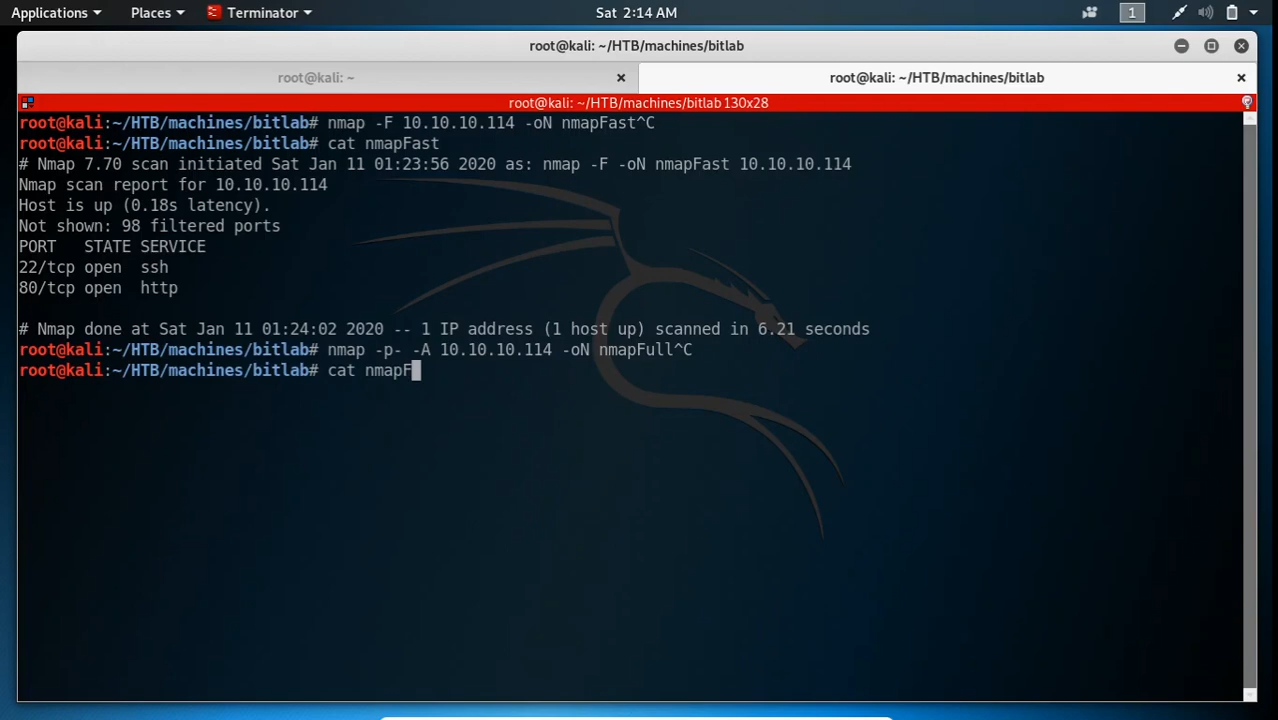 Applications Places Terminator Sat 2:14 AM 1
root@kali: ~/HTB/machines/bitlab
root@kali: ~ root@kali: ~/HTB/machines/bitlab
root@kali: ~/HTB/machines/bitlab 130x28
root@kali:~/HTB/machines/bitlab# nmap -F 10.10.10.114 -oN nmapFast^C
root@kali:~/HTB/machines/bitlab# cat nmapFast
# Nmap 7.70 scan initiated Sat Jan 11 01:23:56 2020 as: nmap -F -oN nmapFast 10.10.10.114
Nmap scan report for 10.10.10.114
Host is up (0.18s latency).
Not shown: 98 filtered ports
PORT   STATE SERVICE
22/tcp open  ssh
80/tcp open  http
# Nmap done at Sat Jan 11 01:24:02 2020 -- 1 IP address (1 host up) scanned in 6.21 seconds
root@kali:~/HTB/machines/bitlab# nmap -p- -A 10.10.10.114 -oN nmapFull^C
root@kali:~/HTB/machines/bitlab# cat nmapF